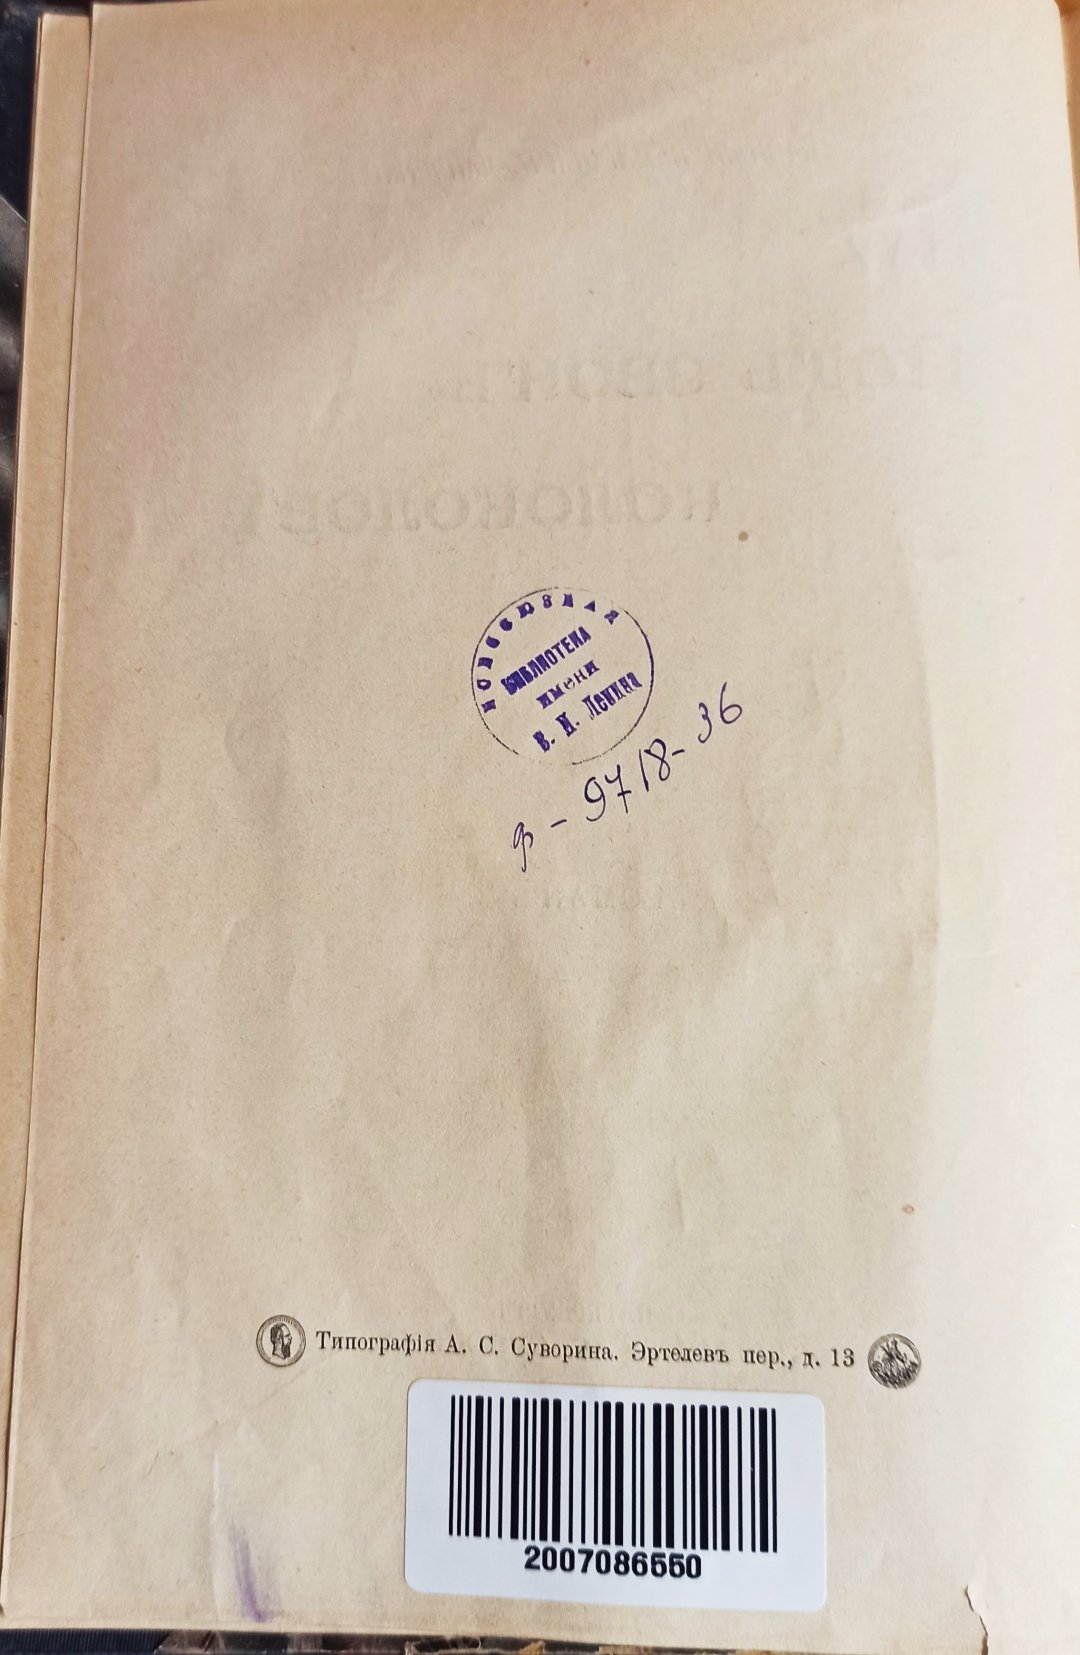 ВСЕСОЮЗНАЯ
БИБЛИОТЕКА
имени
В. И. Ленина
ф - 9718-36
Типографія А. С. Суворина. Эртелевъ пер., д. 13
2007086550